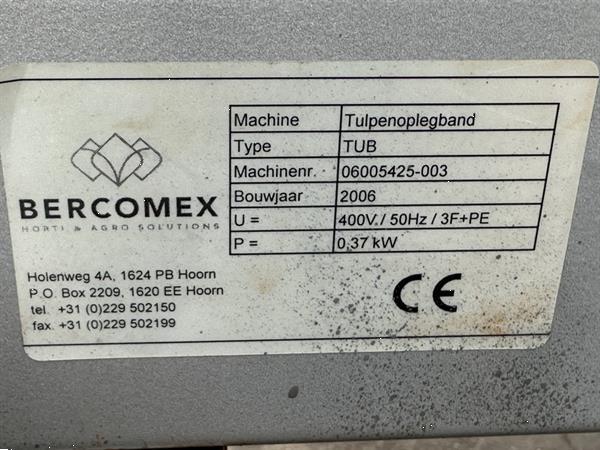 BERCOMEX
HORTI & AGRO SOLUTIONS
Holenweg 4A, 1624 PB Hoorn
P.O. Box 2209, 1620 EE Hoorn
tel. +31 (0)229 502150
fax. +31 (0)229 502199
Machine Tulpenoplegband
Type TUB
Machinenr. 06005425-003
Bouwjaar 2006
U = 400V / 50Hz / 3F+PE
P = 0,37 kW
CE